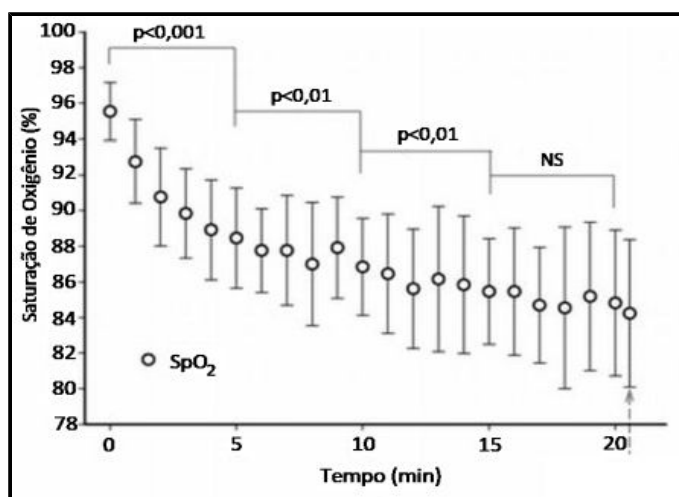 100
98
96
94
92
90
88
86
84
82
80
78
Saturação de Oxigênio (%)
p<0,001
p<0,01
p<0,01
NS
SpO₂
0 5 10 15 20
Tempo (min)